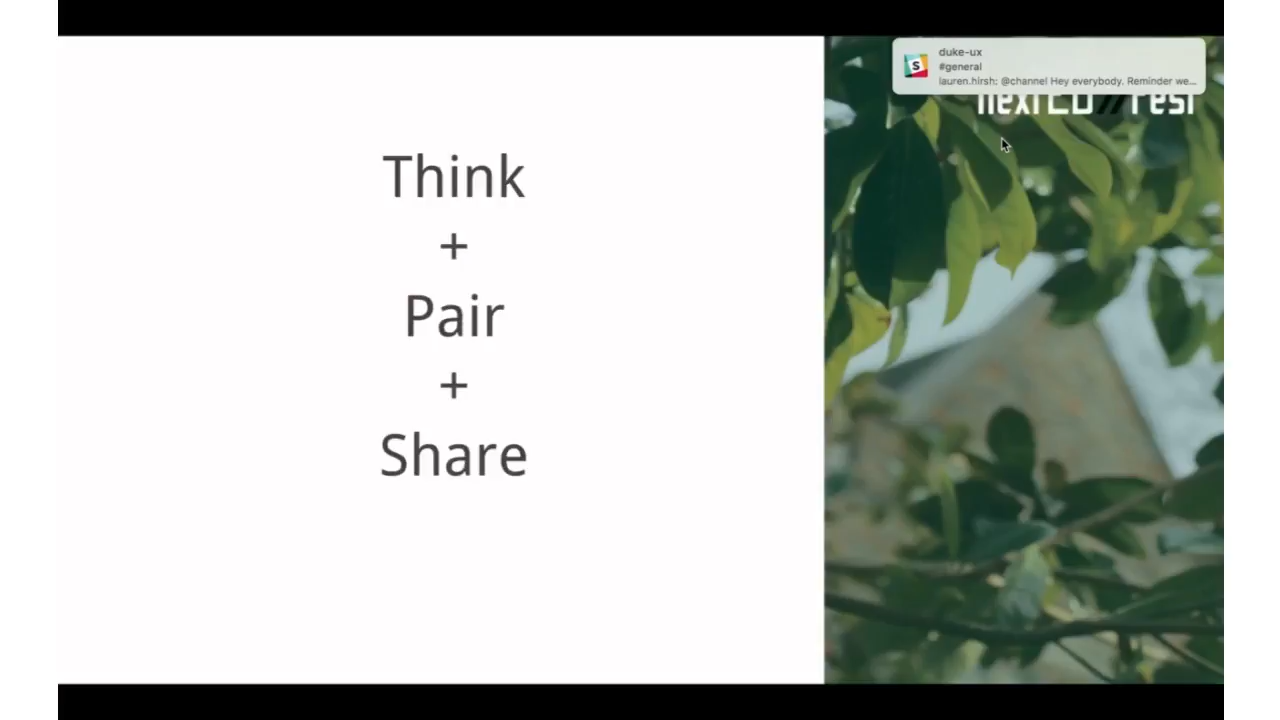 Think
+
Pair
+
Share
duke-ux
#general
lauren.hirsh: @channel Hey everybody. Reminder we...